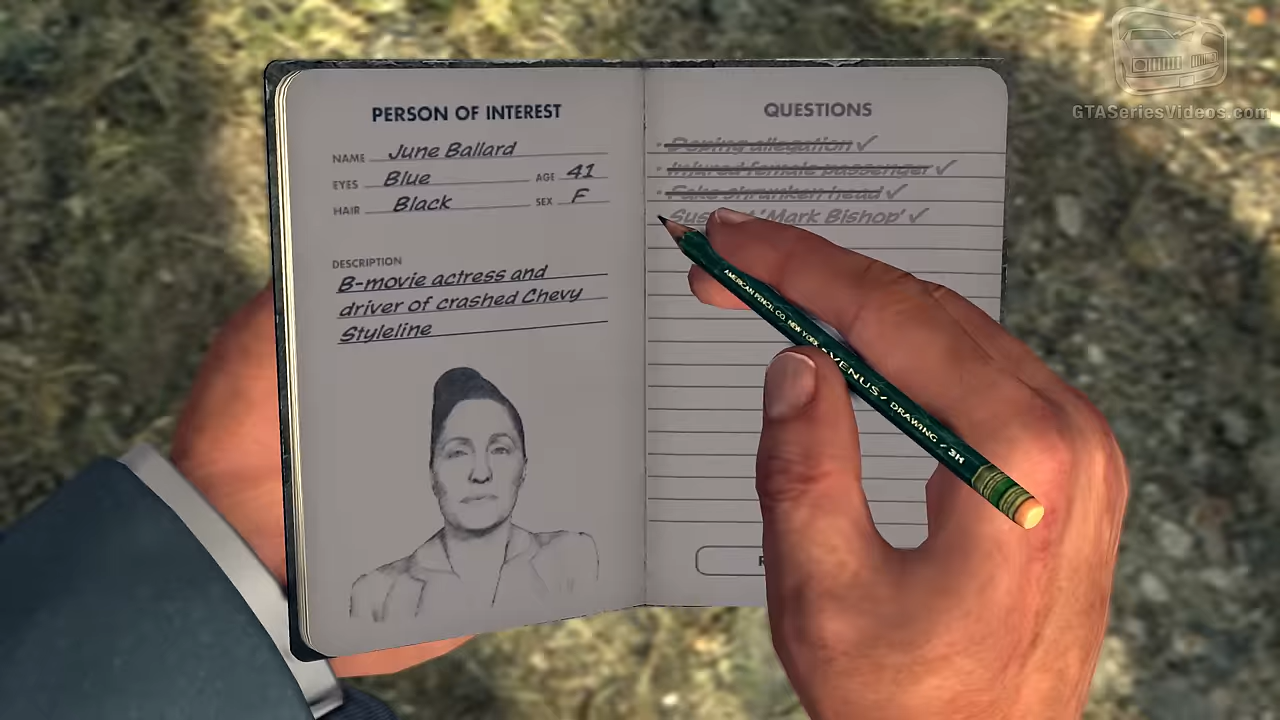 GTASeriesVideos.com
PERSON OF INTEREST
NAME June Ballard
EYES Blue AGE 41
HAIR Black SEX F
DESCRIPTION
B-movie actress and
driver of crashed Chevy
Styleline
QUESTIONS
Doping allegation ✓
Injured female passenger ✓
Fake shrunken head ✓
'Mark Bishop' ✓
AMERICAN PENCIL CO. NEW YORK VENUS / DRAWING / 3H